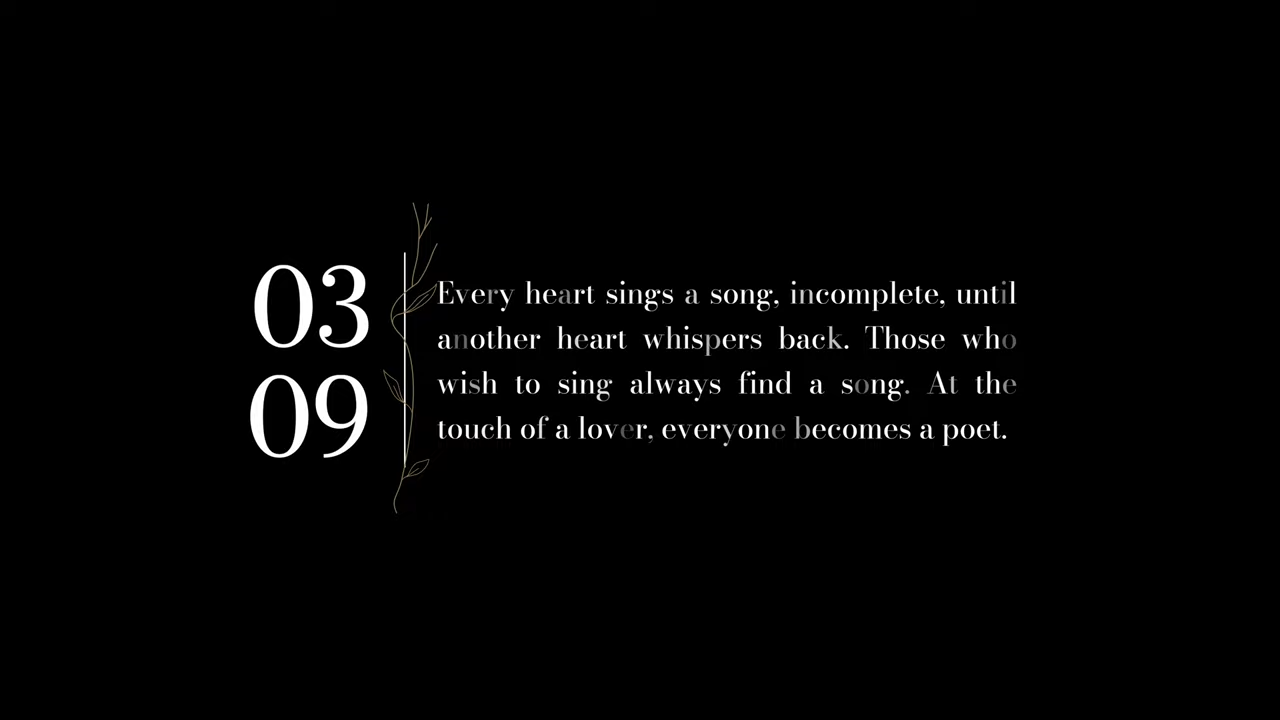 03
09
Every heart sings a song, incomplete, until
another heart whispers back. Those who
wish to sing always find a song. At the
touch of a lover, everyone becomes a poet.